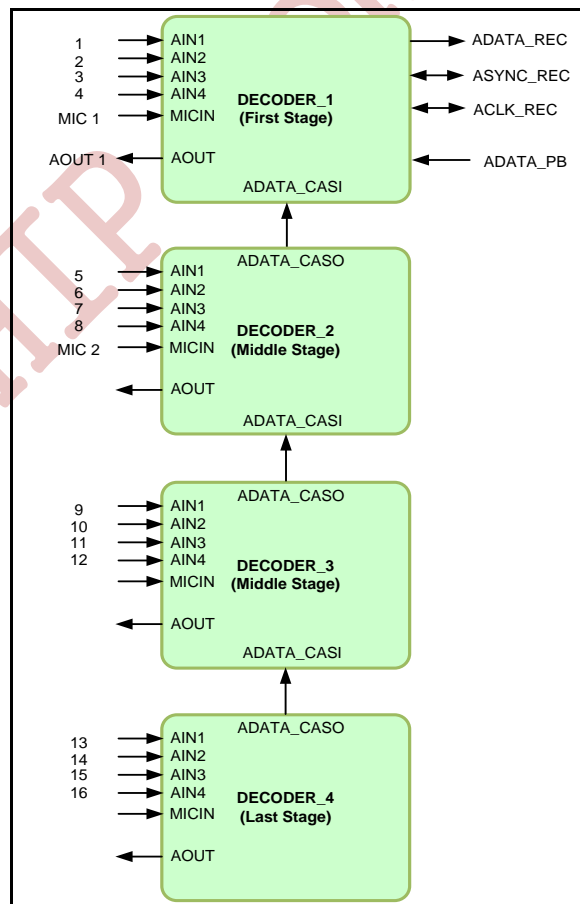 1 AIN1 ADATA_REC
2 AIN2
3 AIN3 ASYNC_REC
4 AIN4
DECODER_1
(First Stage)
MIC 1 MICIN ACLK_REC
AOUT 1 AOUT ADATA_PB
ADATA_CASI
ADATA_CASO
5 AIN1
6 AIN2
7 AIN3
8 AIN4
DECODER_2
(Middle Stage)
MIC 2 MICIN
AOUT
ADATA_CASI
ADATA_CASO
9 AIN1
10 AIN2
11 AIN3
12 AIN4
DECODER_3
(Middle Stage)
MICIN
AOUT
ADATA_CASI
ADATA_CASO
13 AIN1
14 AIN2
15 AIN3
16 AIN4
DECODER_4
(Last Stage)
MICIN
AOUT
HIP